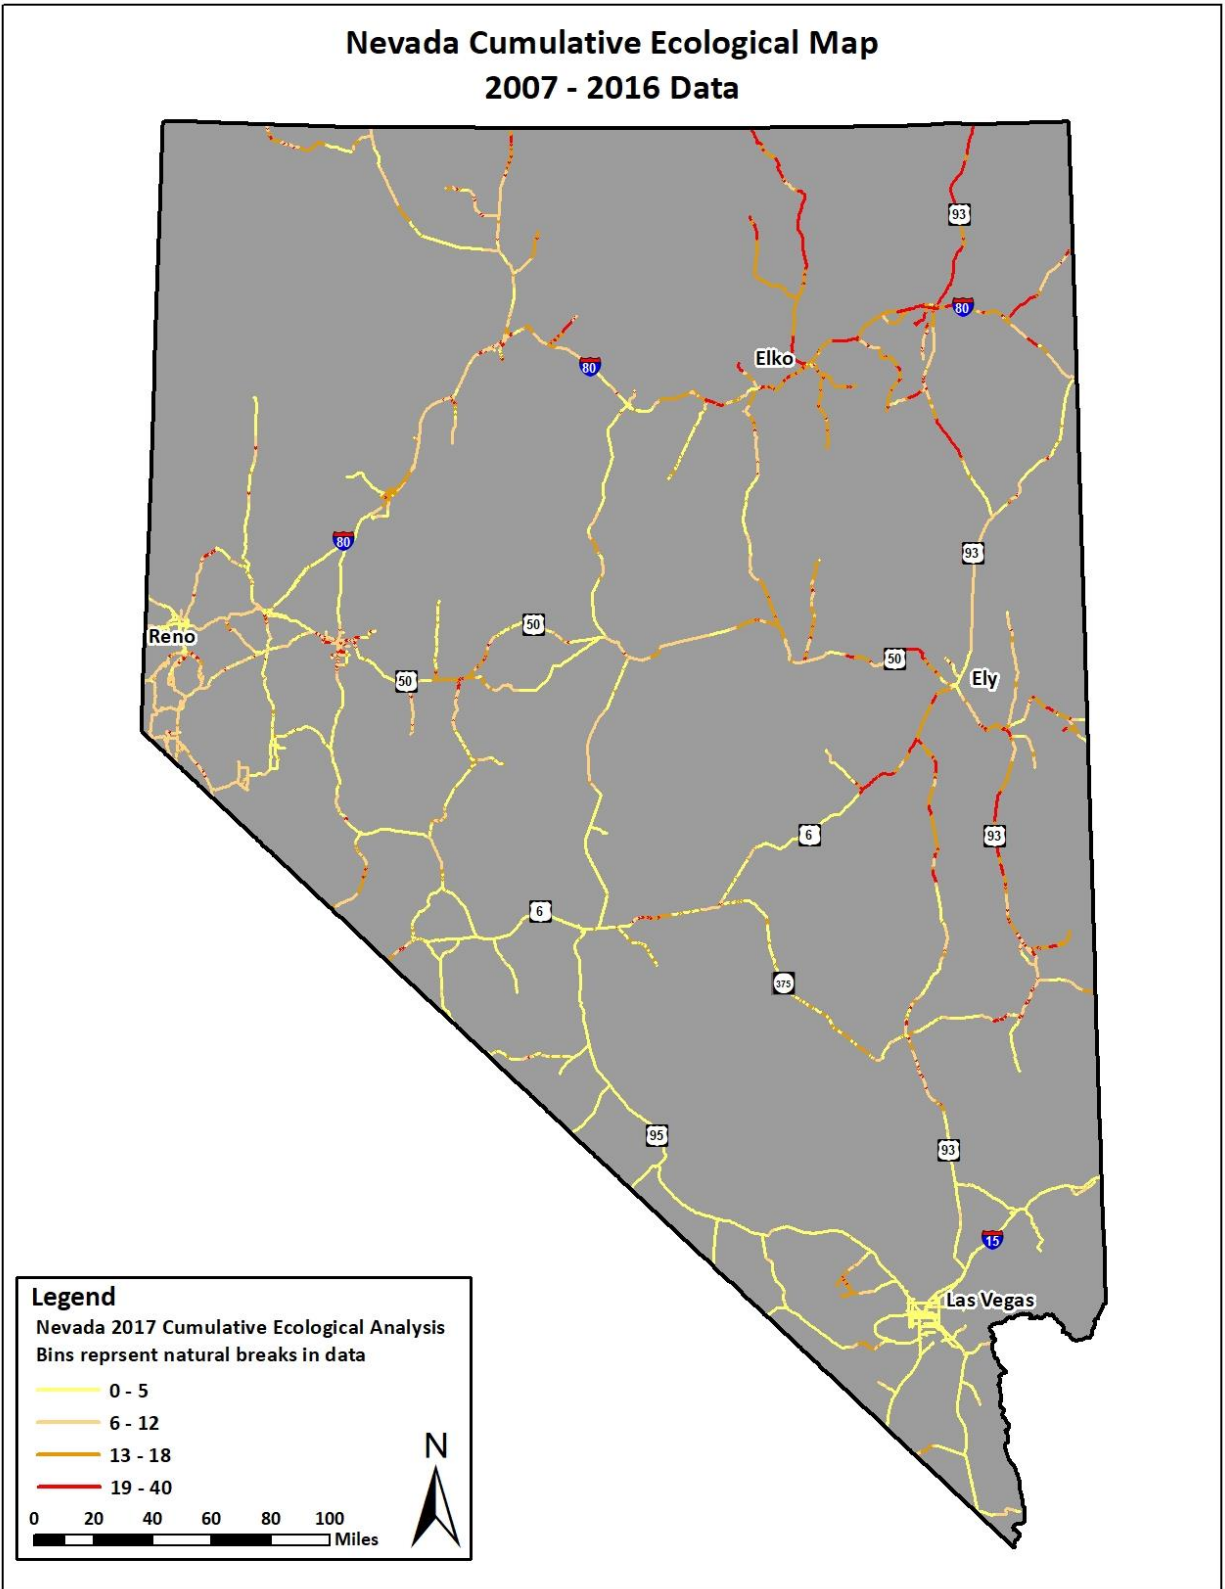 Nevada Cumulative Ecological Map
2007 - 2016 Data
93
80
Elko
80
80
93
Reno
50
50
50
Ely
6
93
6
375
95
93
15
Las Vegas
Legend
Nevada 2017 Cumulative Ecological Analysis
Bins reprsent natural breaks in data
0 - 5
6 - 12
13 - 18
19 - 40
N
0 20 40 60 80 100
Miles